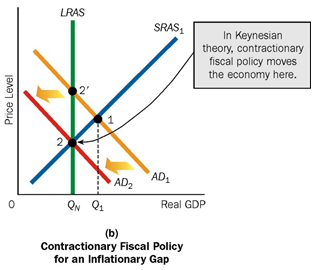 LRAS
SRAS1
In Keynesian
theory, contractionary
fiscal policy moves
the economy here.
Price Level
2'
1
2
AD1
AD2
0 QN Q1 Real GDP
(b)
Contractionary Fiscal Policy
for an Inflationary Gap